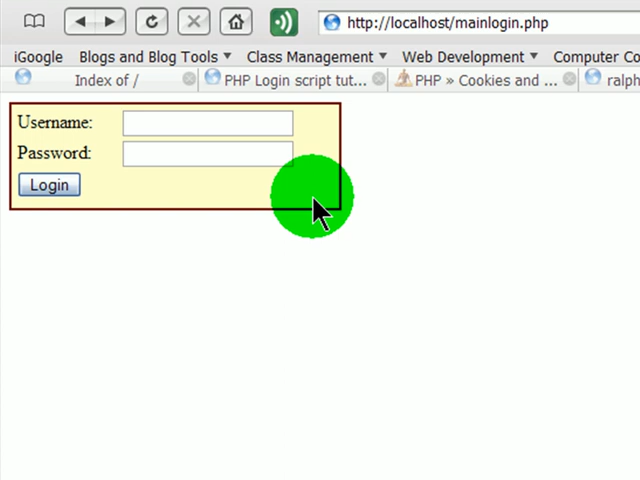 http://localhost/mainlogin.php
iGoogle Blogs and Blog Tools Class Management Web Development Computer Co
Index of / PHP Login script tut... PHP » Cookies and ... ralph
Username:
Password:
Login